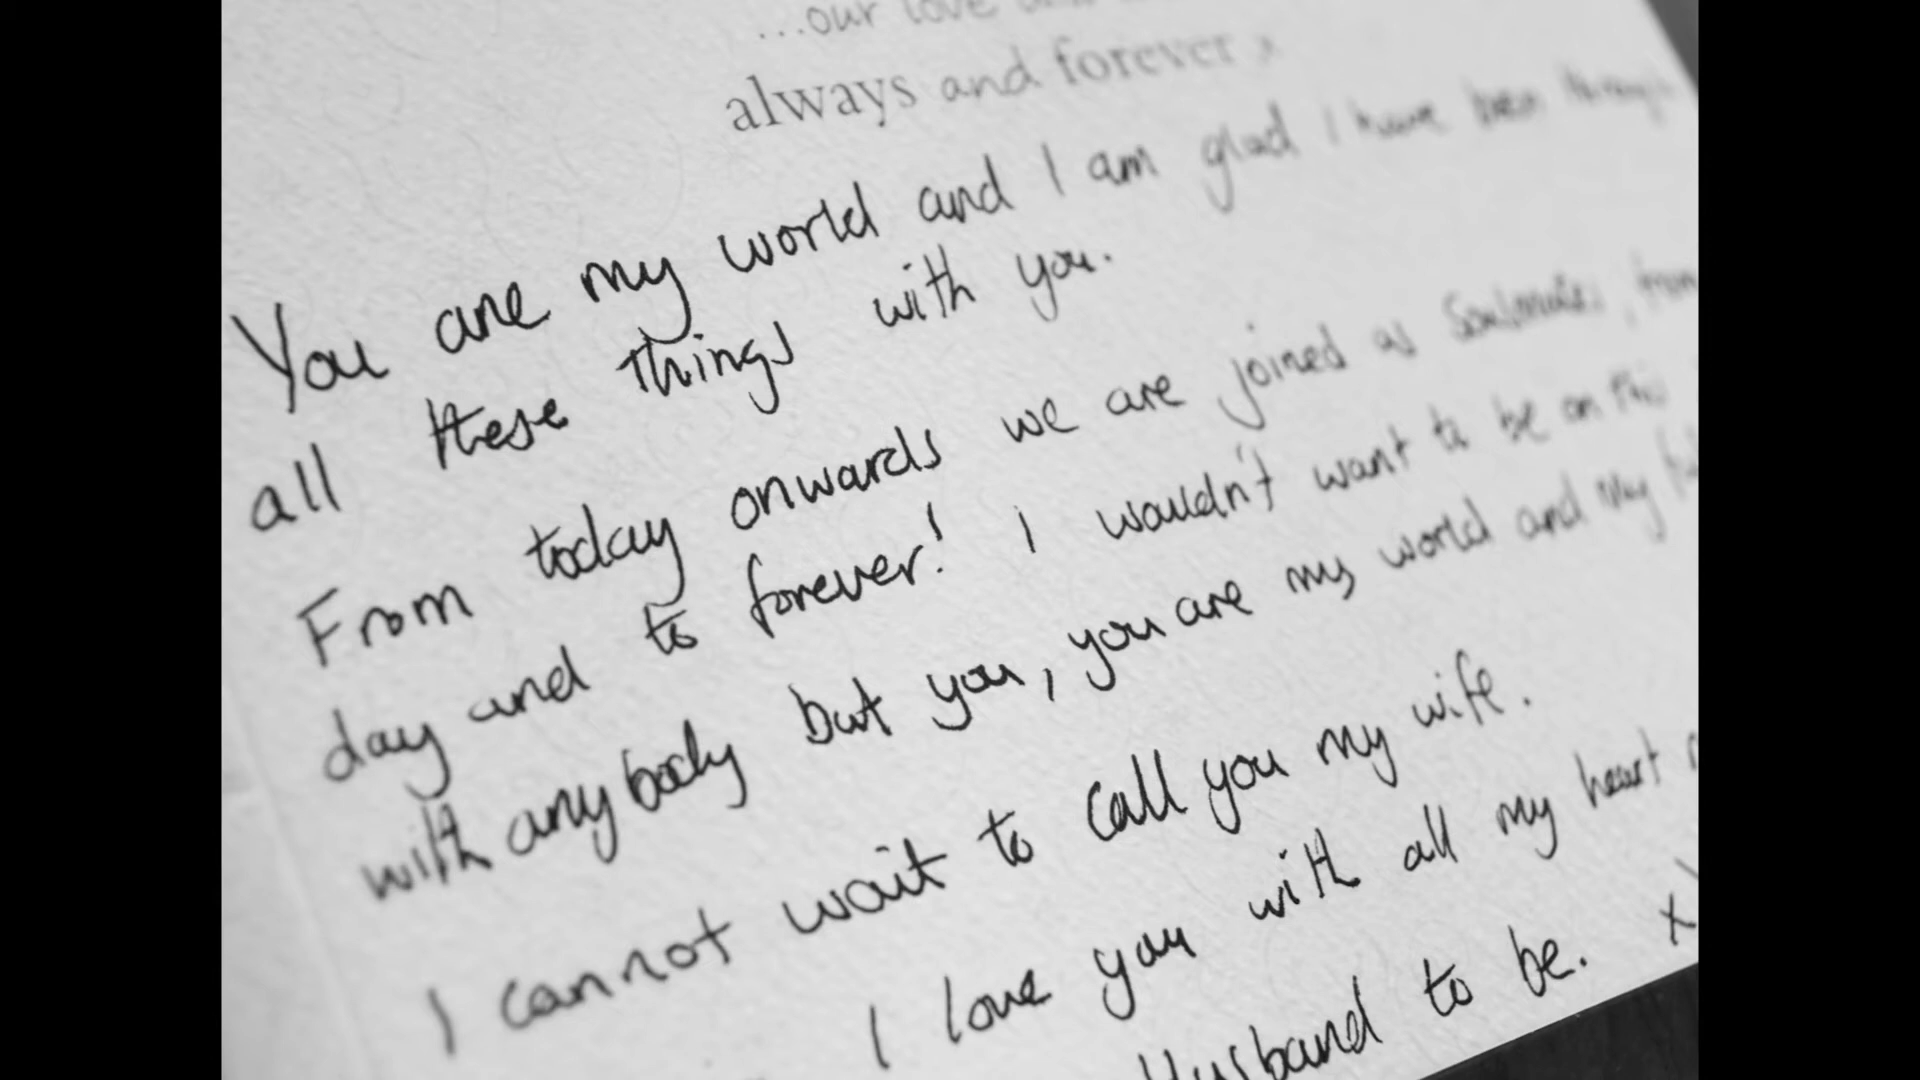 ...our love
always and forever x
You are my world and I am glad I have been through
all these things with you.
From today onwards we are joined as Soulmates, from
day and to forever! I wouldn't want to be on this
with anybody but you, you are my world and my
I cannot wait to call you my wife.
I love you with all my heart
Husband to be. x